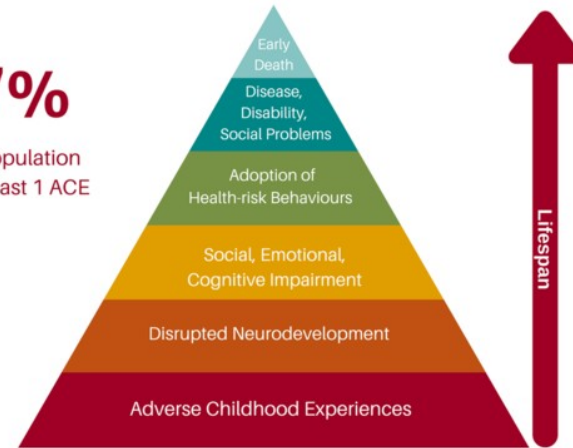 %
ast 1 ACE
Early
Death
Disease,
Disability,
Social Problems
Adoption of
Health-risk Behaviours
Social, Emotional,
Cognitive Impairment
Disrupted Neurodevelopment
Adverse Childhood Experiences
Lifespan